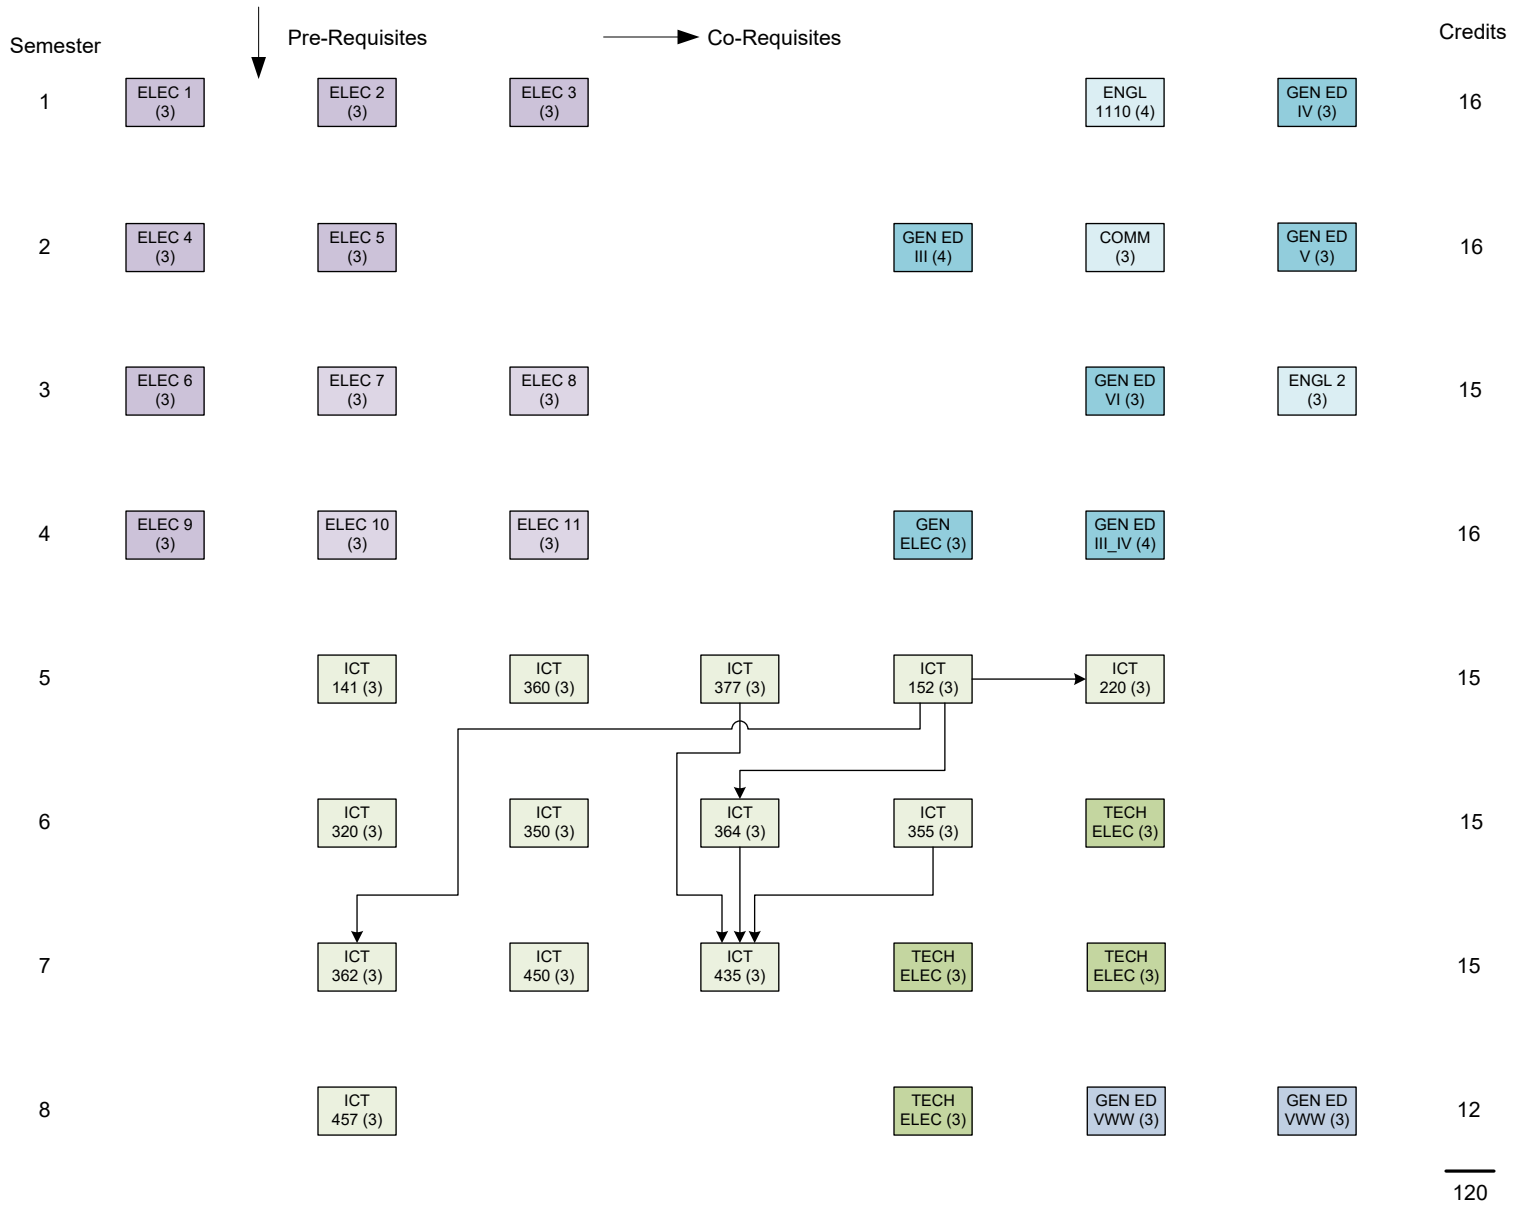 Semester
Pre-Requisites
Co-Requisites
Credits
1
ELEC 1
(3)
ELEC 2
(3)
ELEC 3
(3)
ENGL
1110 (4)
GEN ED
IV (3)
16
2
ELEC 4
(3)
ELEC 5
(3)
GEN ED
III (4)
COMM
(3)
GEN ED
V (3)
16
3
ELEC 6
(3)
ELEC 7
(3)
ELEC 8
(3)
GEN ED
VI (3)
ENGL 2
(3)
15
4
ELEC 9
(3)
ELEC 10
(3)
ELEC 11
(3)
GEN
ELEC (3)
GEN ED
III_IV (4)
16
5
ICT
141 (3)
ICT
360 (3)
ICT
377 (3)
ICT
152 (3)
ICT
220 (3)
15
6
ICT
320 (3)
ICT
350 (3)
ICT
364 (3)
ICT
355 (3)
TECH
ELEC (3)
15
7
ICT
362 (3)
ICT
450 (3)
ICT
435 (3)
TECH
ELEC (3)
TECH
ELEC (3)
15
8
ICT
457 (3)
TECH
ELEC (3)
GEN ED
VWW (3)
GEN ED
VWW (3)
12
120